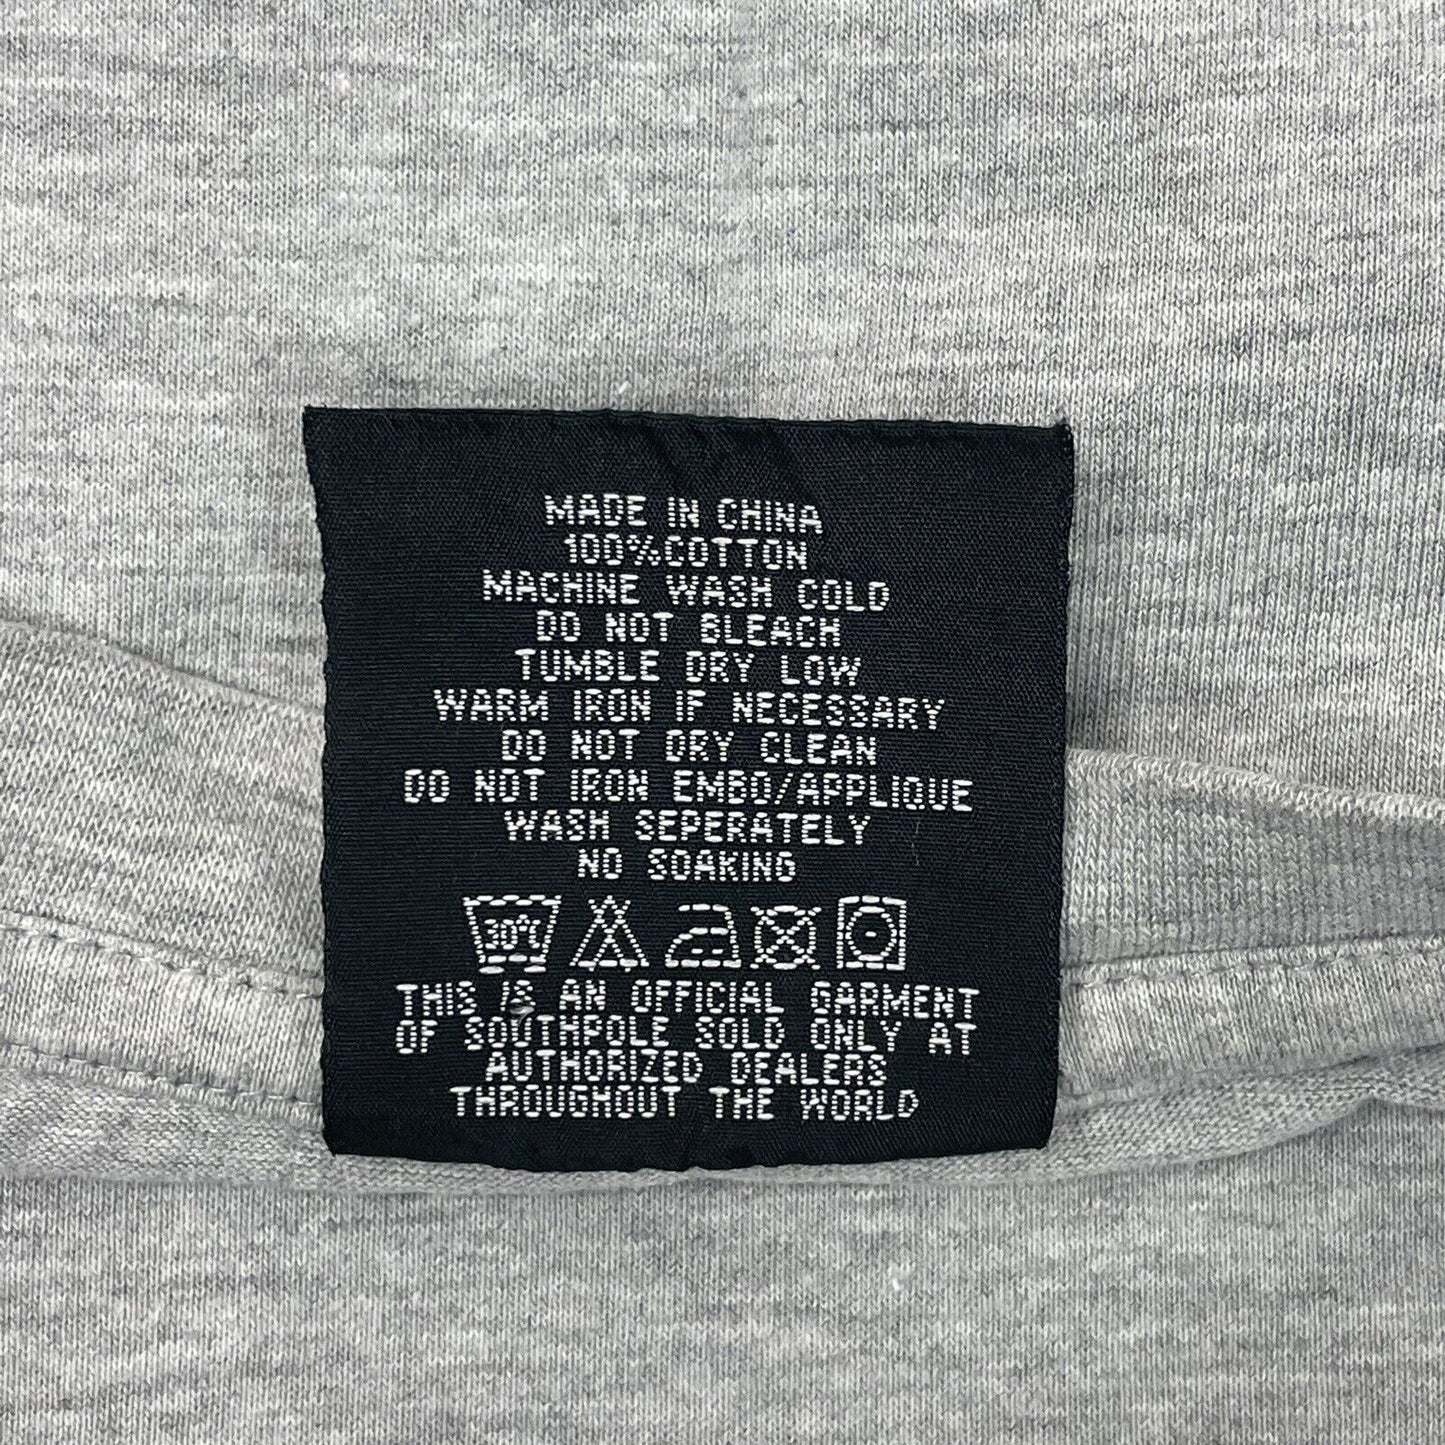 MADE IN CHINA
100%COTTON
MACHINE WASH COLD
DO NOT BLEACH
TUMBLE DRY LOW
WARM IRON IF NECESSARY
DO NOT DRY CLEAN
DO NOT IRON EMBO/APPLIQUE
WASH SEPERATELY
NO SOAKING
30°C
THIS IS AN OFFICIAL GARMENT
OF SOUTHPOLE SOLD ONLY AT
AUTHORIZED DEALERS
THROUGHOUT THE WORLD